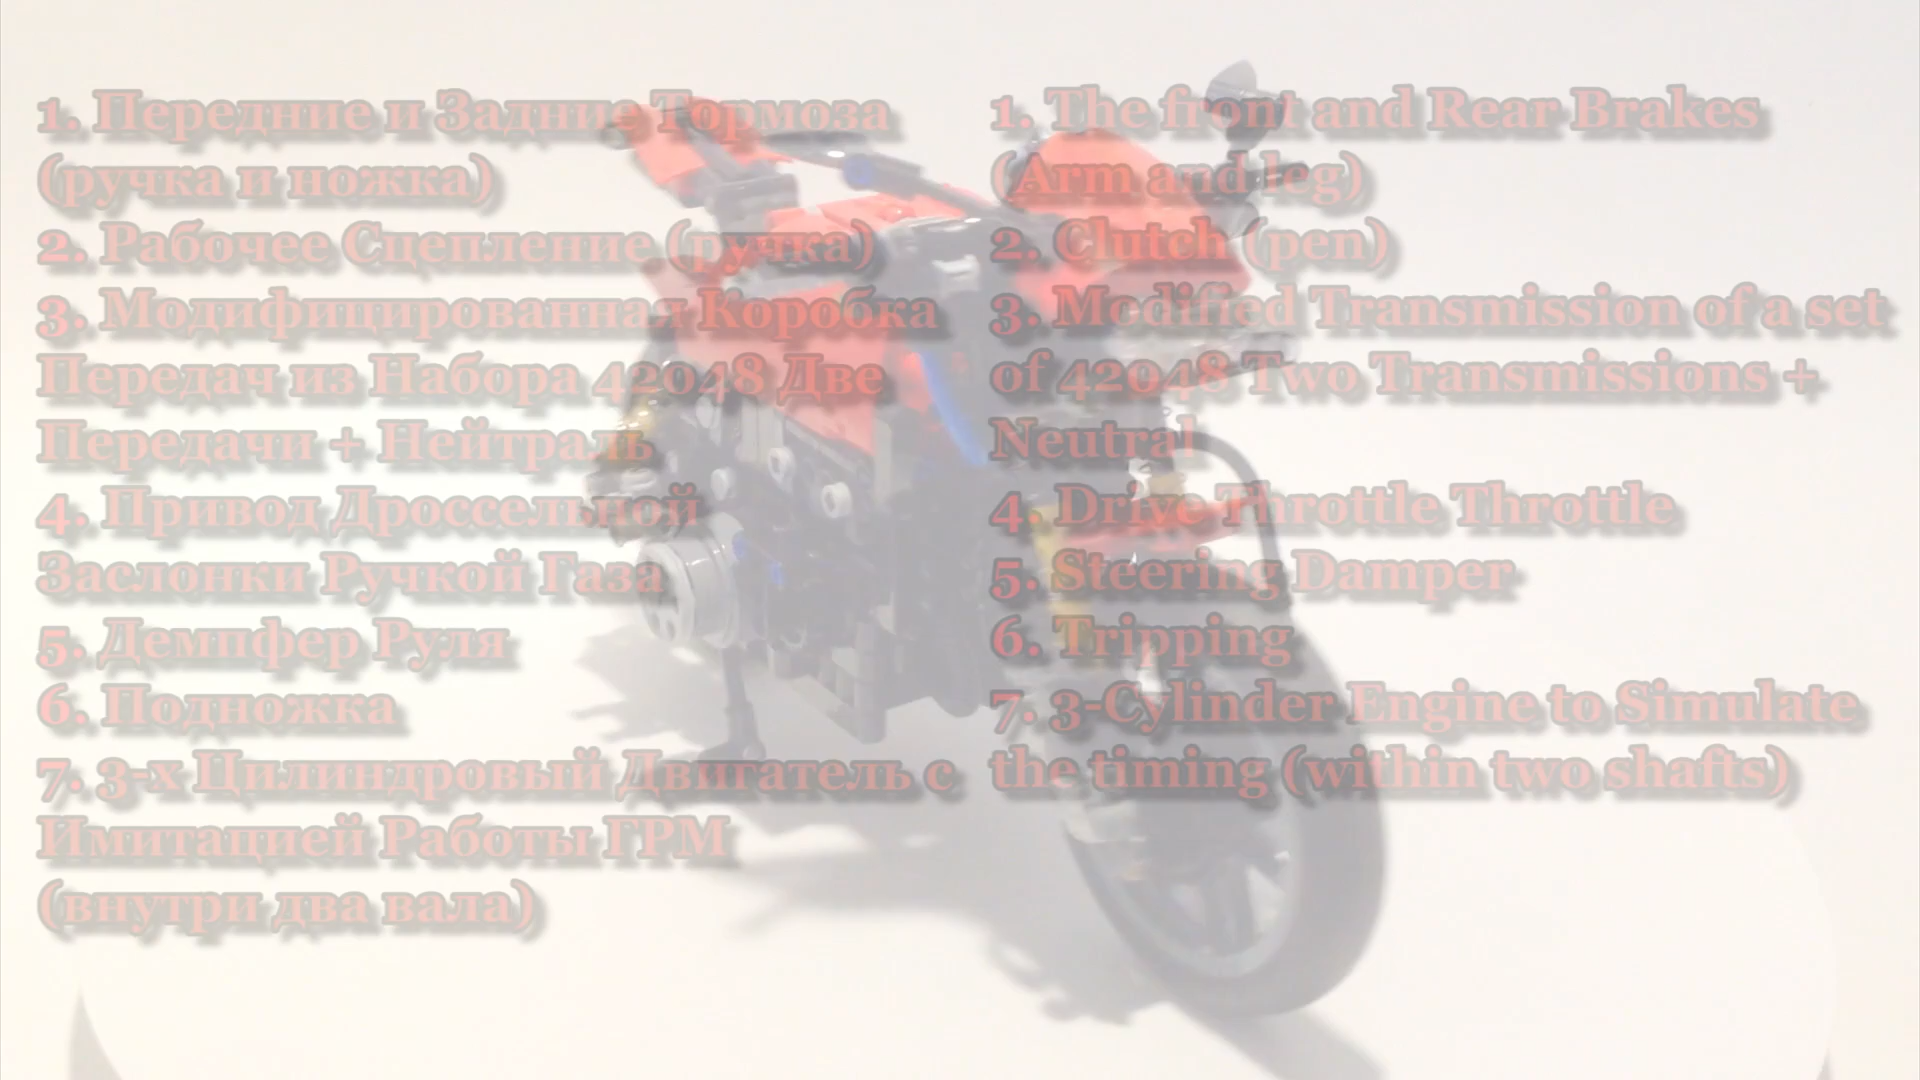 1. Передние и Задние Тормоза
(ручка и ножка)
2. Рабочее Сцепление (ручка)
3. Модифицированная Коробка
Передач из Набора 42048 Две
Передачи + Нейтраль
4. Привод Дроссельной
Заслонки Ручкой Газа
5. Демпфер Руля
6. Подножка
7. 3-х Цилиндровый Двигатель с
Имитацией Работы ГРМ
(внутри два вала)
1. The front and Rear Brakes
(Arm and leg)
2. Clutch (pen)
3. Modified Transmission of a set
of 42048 Two Transmissions +
Neutral
4. Drive Throttle Throttle
5. Steering Damper
6. Tripping
7. 3-Cylinder Engine to Simulate
the timing (within two shafts)